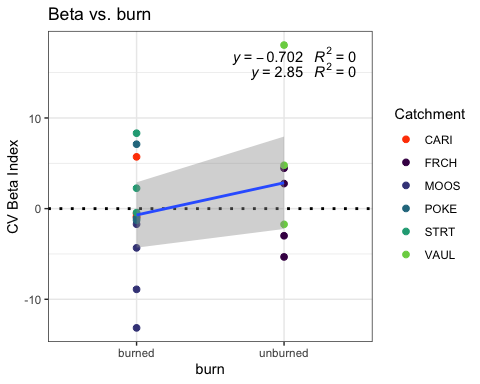 Beta vs. burn
y = −0.702 R² = 0
y = 2.85 R² = 0
CV Beta Index
10
0
-10
burned
unburned
burn
Catchment
CARI
FRCH
MOOS
POKE
STRT
VAUL